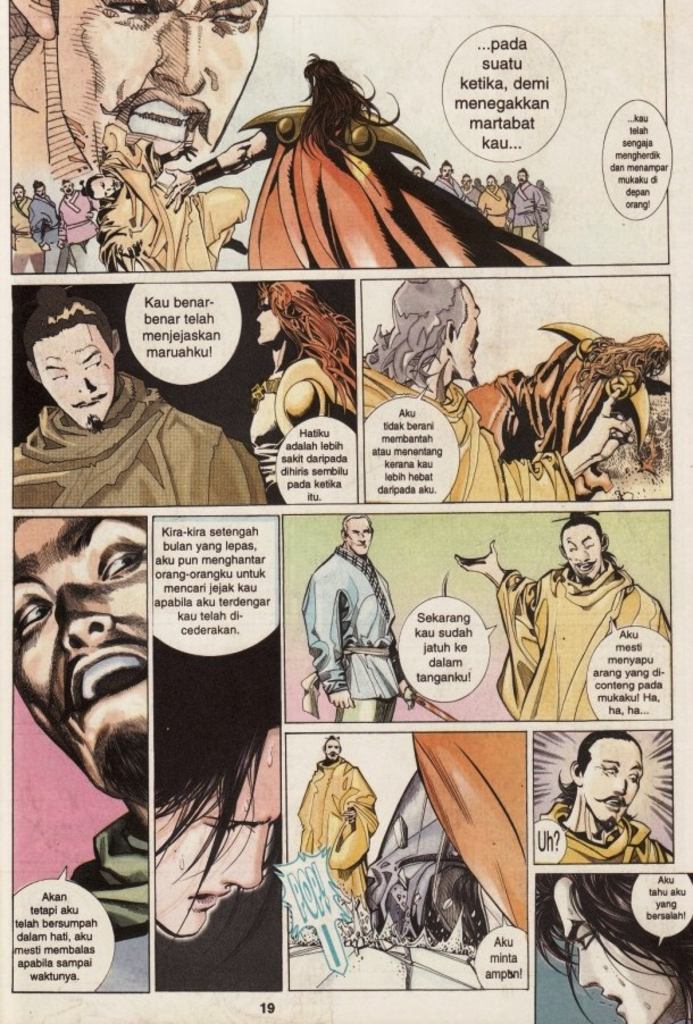 ...pada
suatu
ketika, demi
menegakkan
martabat
kau...
...kau
telah
sengaja
mengherdik
dan menampar
mukaku di
depan
orang!
Kau benar-
benar telah
menjejaskan
maruahku!
Hatiku
adalah lebih
sakit daripada
dihiris sembilu
pada ketika
itu.
Aku
tidak berani
membantah
atau menentang
kerana kau
lebih hebat
daripada aku.
Akan
tetapi aku
telah bersumpah
dalam hati, aku
mesti membalas
apabila sampai
waktunya.
Kira-kira setengah
bulan yang lepas,
aku pun menghantar
orang-orangku untuk
mencari jejak kau
apabila aku terdengar
kau telah di-
cederakan.
Sekarang
kau sudah
jatuh ke
dalam
tanganku!
Aku
mesti
menyapu
arang yang di-
conteng pada
mukaku! Ha,
ha, ha...
POP!
Aku
minta
ampun!
Uh?
Aku
tahu aku
yang
bersalah!
19